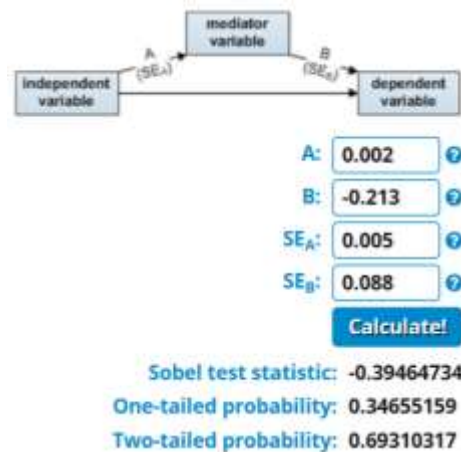 mediator
variable
A
(SEA)
B
(SEB)
independent
variable
dependent
variable
A: 0.002 ?
B: -0.213 ?
SEA: 0.005 ?
SEB: 0.088 ?
Calculate!
Sobel test statistic: -0.39464734
One-tailed probability: 0.34655159
Two-tailed probability: 0.69310317